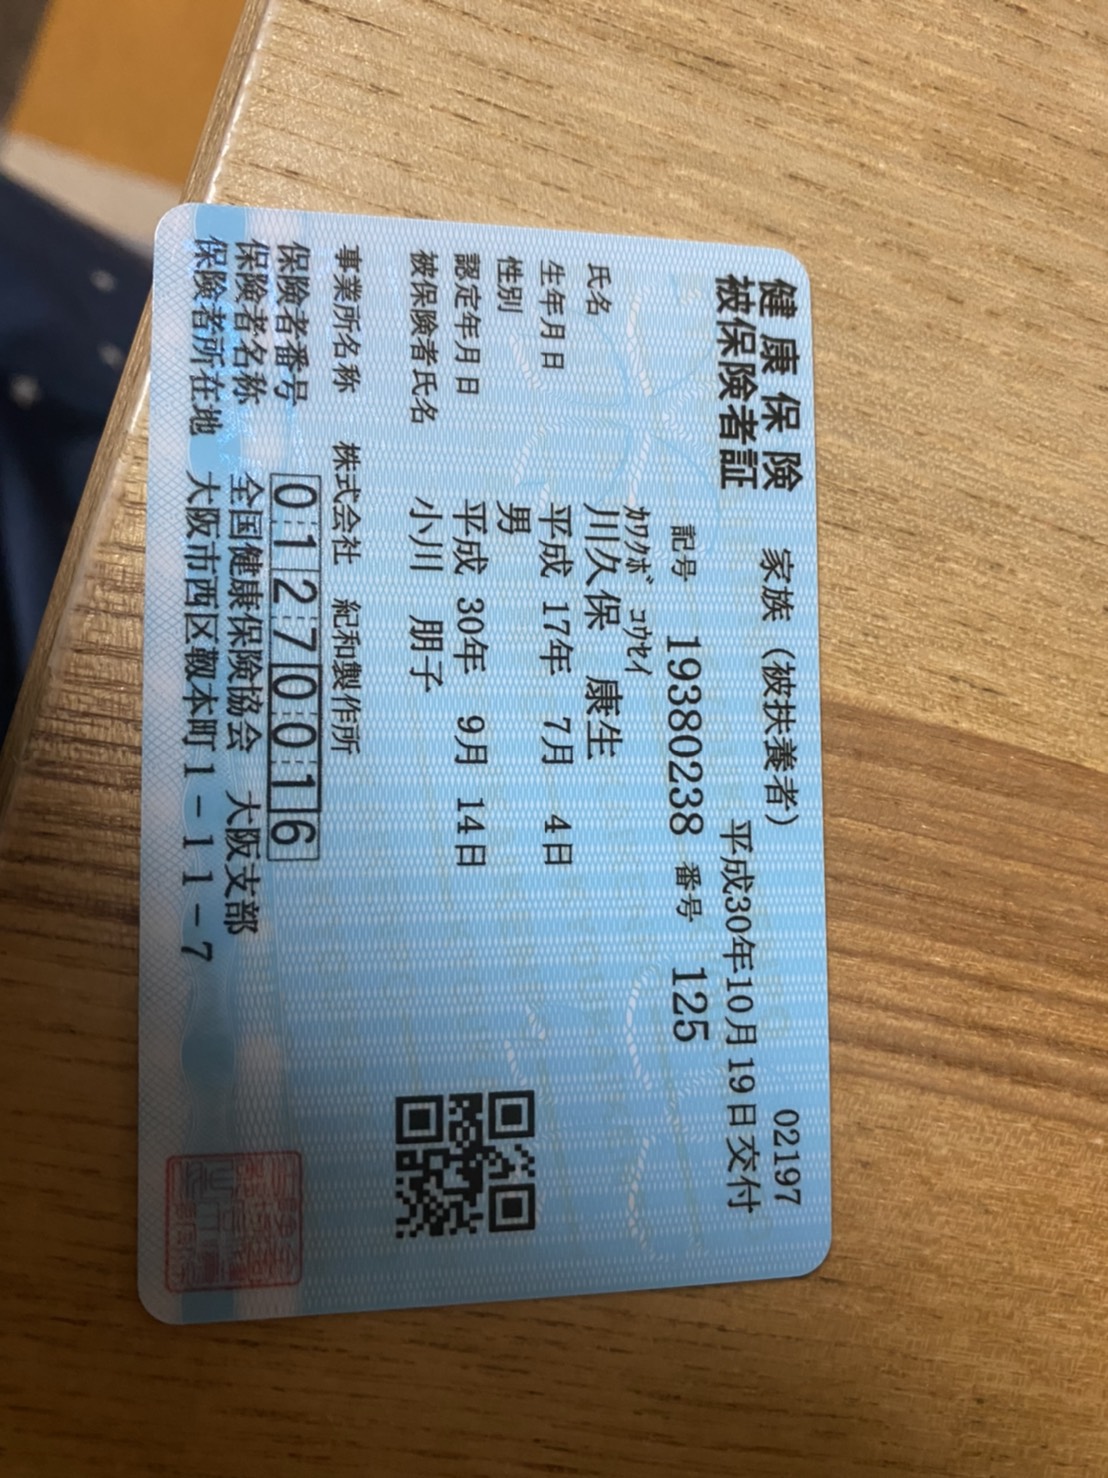 健康保険 家族（被扶養者） 02197
被保険者証 平成30年10月19日交付
記号 19380238 番号 125
ｶﾜｸﾎﾞ ｺｳｾｲ
氏名 川久保 康生
生年月日 平成 17年 7月 4日
性別 男
認定年月日 平成 30年 9月 14日
被保険者氏名 小川 朋子
事業所名称 株式会社 紀和製作所
保険者番号 01270016
保険者名称 全国健康保険協会 大阪支部
保険者所在地 大阪市西区靱本町1-11-7